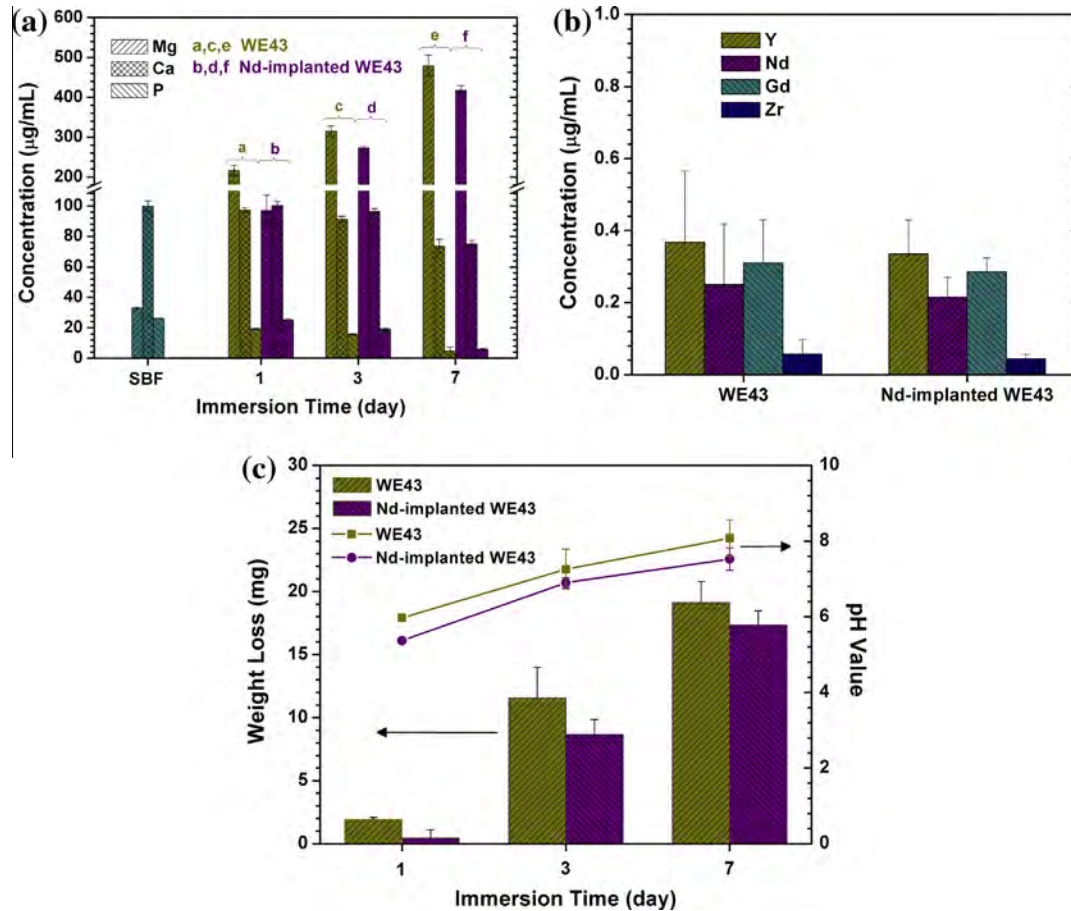 (a)
600
500
400
300
200
100
80
60
40
20
0
Concentration (μg/mL)
Mg a,c,e WE43
Ca b,d,f Nd-implanted WE43
P
a
b
c
d
e
f
SBF 1 3 7
Immersion Time (day)
(b)
1.0
0.8
0.6
0.4
0.2
0.0
Concentration (μg/mL)
Y
Nd
Gd
Zr
WE43 Nd-implanted WE43
(c)
30
25
20
15
10
5
0
Weight Loss (mg)
WE43
Nd-implanted WE43
WE43
Nd-implanted WE43
10
8
6
4
2
0
pH Value
1 3 7
Immersion Time (day)